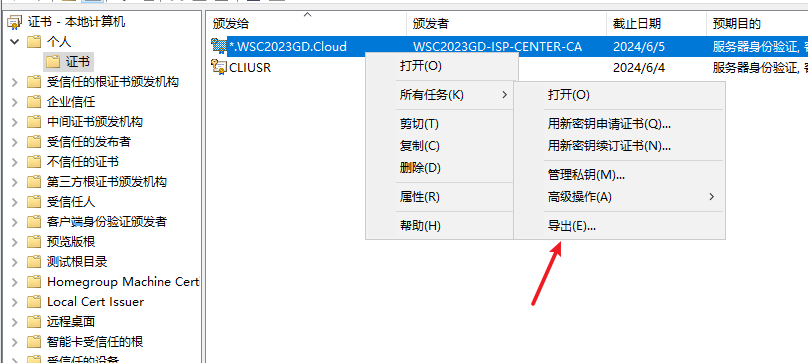 证书 - 本地计算机
个人
证书
受信任的根证书颁发机构
企业信任
中间证书颁发机构
受信任的发布者
不信任的证书
第三方根证书颁发机构
受信任人
客户端身份验证颁发者
预览版根
测试根目录
Homegroup Machine Cert
Local Cert Issuer
远程桌面
智能卡受信任的根
受信任的设备
颁发给 颁发者 截止日期 预期目的
*.WSC2023GD.Cloud WSC2023GD-ISP-CENTER-CA 2024/6/5 服务器身份验证, 客
CLIUSR 2024/6/4 服务器身份验证, 客
打开(O)
所有任务(K)
剪切(T)
复制(C)
删除(D)
属性(R)
帮助(H)
打开(O)
用新密钥申请证书(Q)...
用新密钥续订证书(N)...
管理私钥(M)...
高级操作(A)
导出(E)...